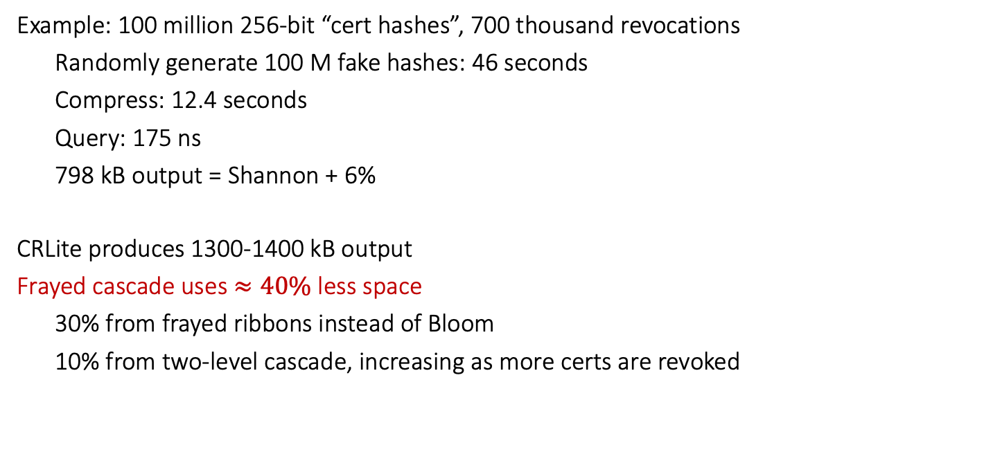 Example: 100 million 256-bit “cert hashes”, 700 thousand revocations
Randomly generate 100 M fake hashes: 46 seconds
Compress: 12.4 seconds
Query: 175 ns
798 kB output = Shannon + 6%
CRLite produces 1300-1400 kB output
Frayed cascade uses ≈ 40% less space
30% from frayed ribbons instead of Bloom
10% from two-level cascade, increasing as more certs are revoked